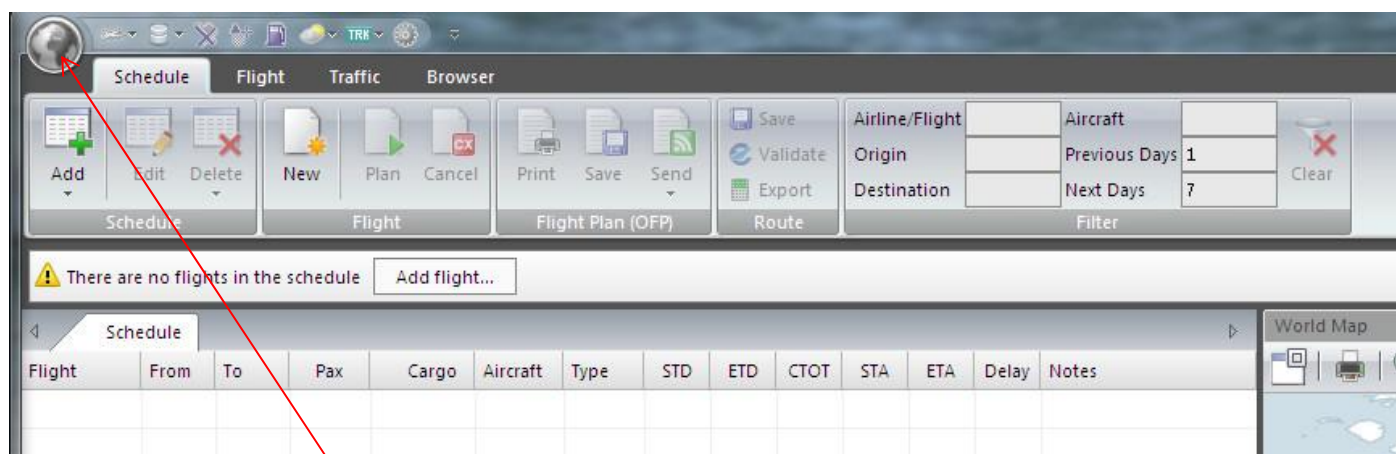 TRK
Schedule Flight Traffic Browser
Add Edit Delete New Plan Cancel Print Save Send
CX
Save
Validate
Export
Airline/Flight Aircraft
Origin Previous Days 1
Destination Next Days 7
Clear
Schedule Flight Flight Plan (OFP) Route Filter
There are no flights in the schedule Add flight...
Schedule World Map
Flight From To Pax Cargo Aircraft Type STD ETD CTOT STA ETA Delay Notes